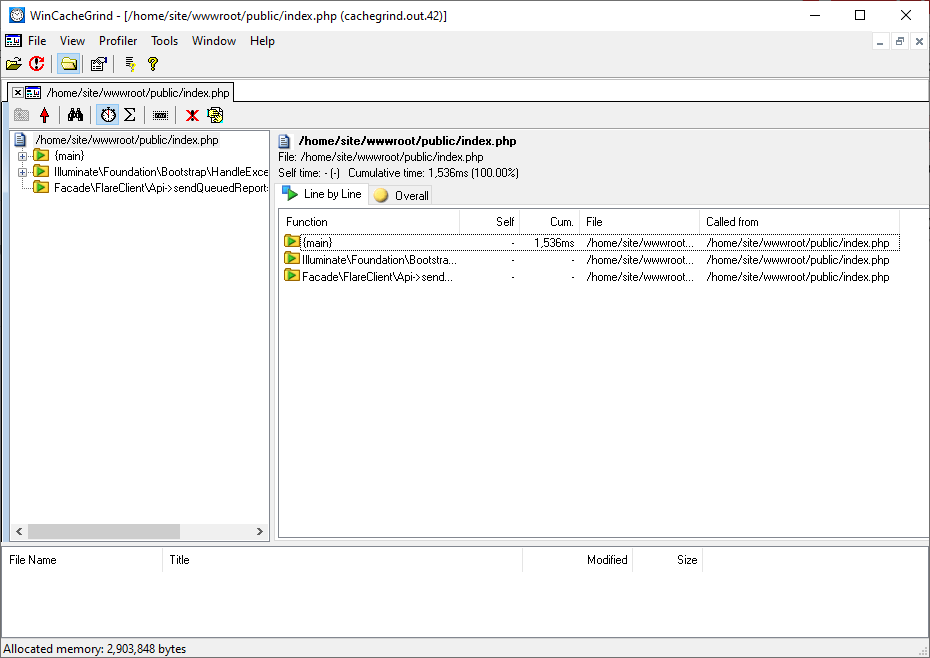 WinCacheGrind - [/home/site/wwwroot/public/index.php (cachegrind.out.42)]
File View Profiler Tools Window Help
/home/site/wwwroot/public/index.php
/home/site/wwwroot/public/index.php
{main}
Illuminate\Foundation\Bootstrap\HandleExce
Facade\FlareClient\Api->sendQueuedReport:
/home/site/wwwroot/public/index.php
File: /home/site/wwwroot/public/index.php
Self time: - (-) Cumulative time: 1,536ms (100.00%)
Line by Line Overall
Function Self Cum. File Called from
{main} - 1,536ms /home/site/wwwroot... /home/site/wwwroot/public/index.php
Illuminate\Foundation\Bootstra... - - /home/site/wwwroot... /home/site/wwwroot/public/index.php
Facade\FlareClient\Api->send... - - /home/site/wwwroot... /home/site/wwwroot/public/index.php
File Name Title Modified Size
Allocated memory: 2,903,848 bytes